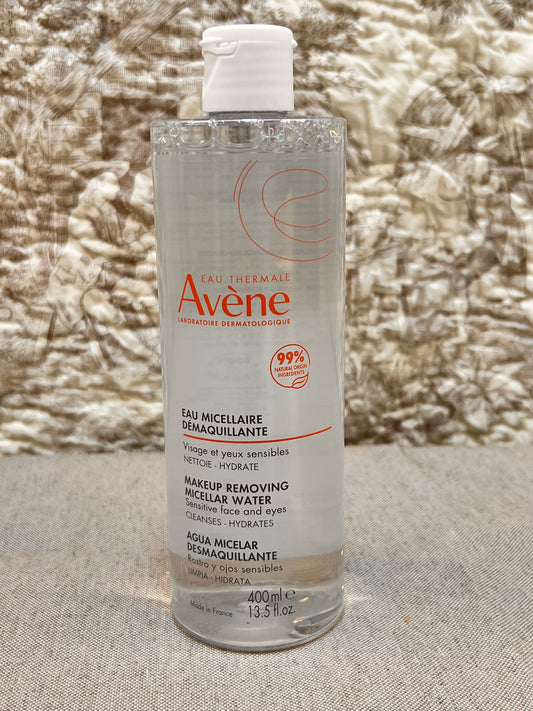 EAU THERMALE
Avène
LABORATOIRE DERMATOLOGIQUE
99%
NATURAL ORIGIN
INGREDIENTS
EAU MICELLAIRE
DÉMAQUILLANTE
Visage et yeux sensibles
NETTOIE - HYDRATE
MAKEUP REMOVING
MICELLAR WATER
Sensitive face and eyes
CLEANSES - HYDRATES
AGUA MICELAR
DESMAQUILLANTE
Rostro y ojos sensibles
LIMPIA - HIDRATA
400 ml e
Made in France 13.5 fl.oz.